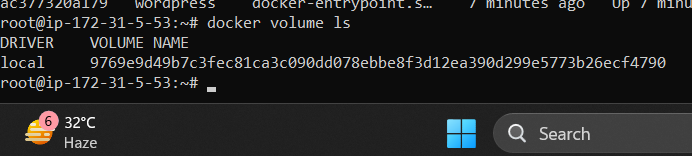 ac377320a179   wordpress   "docker-entrypoint.s…"   7 minutes ago   Up 7 minu
root@ip-172-31-5-53:~# docker volume ls
DRIVER    VOLUME NAME
local     9769e9d49b7c3fec81ca3c090dd078ebbe8f3d12ea390d299e5773b26ecf4790
root@ip-172-31-5-53:~#
6
32°C
Haze
Search